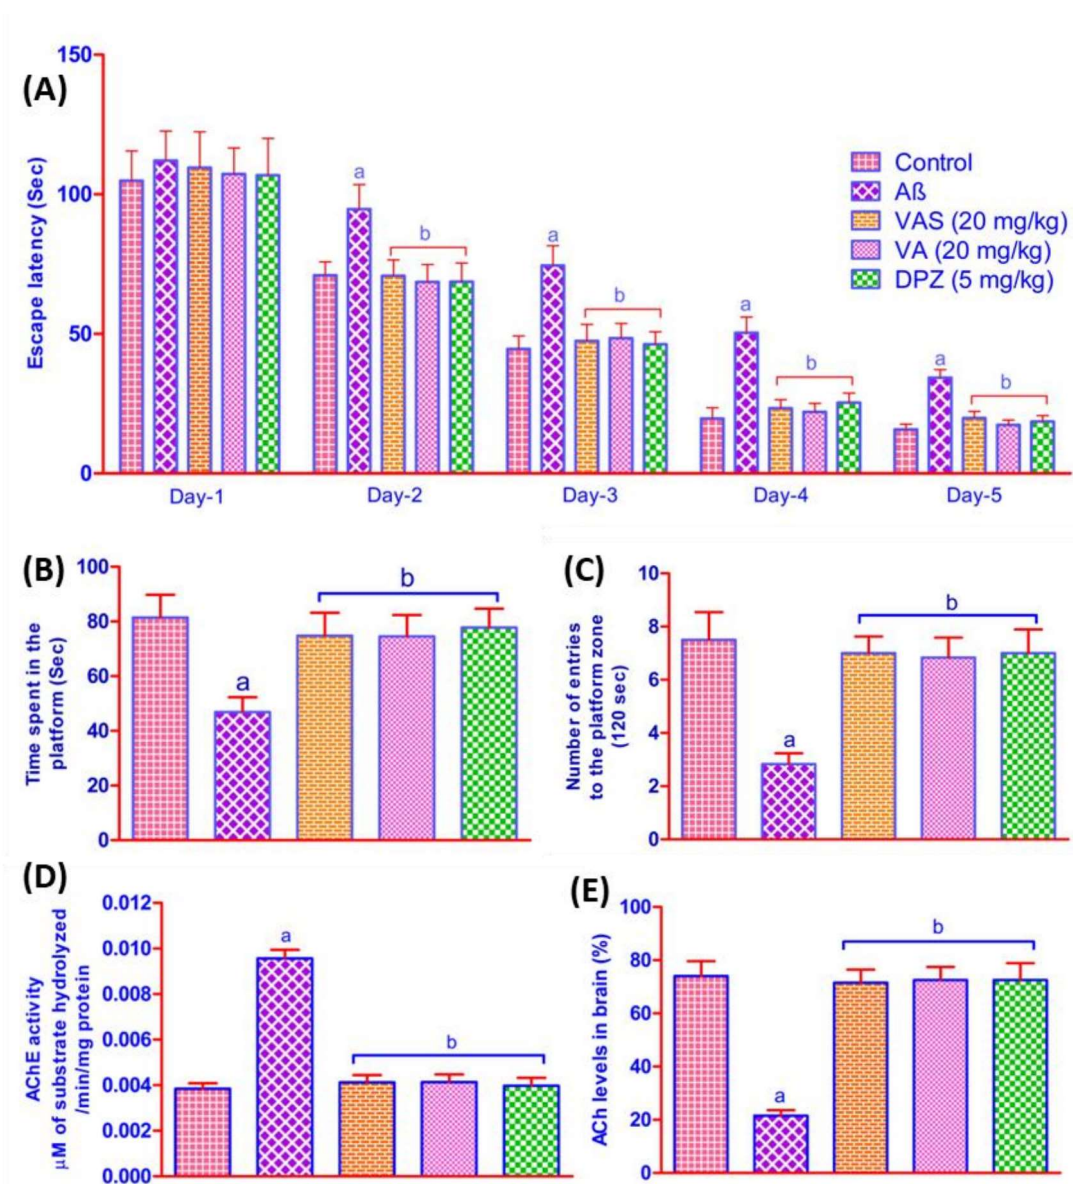 (A)
Escape latency (Sec)
150
100
50
0
a
b
a
b
a
b
a
b
Day-1
Day-2
Day-3
Day-4
Day-5
Control
Aß
VAS (20 mg/kg)
VA (20 mg/kg)
DPZ (5 mg/kg)
(B)
Time spent in the
platform (Sec)
100
80
60
40
20
0
a
b
(C)
Number of entries
to the platform zone
(120 sec)
10
8
6
4
2
0
a
b
(D)
AChE activity
µM of substrate hydrolyzed
/min/mg protein
0.012
0.010
0.008
0.006
0.004
0.002
0.000
a
b
(E)
ACh levels in brain (%)
100
80
60
40
20
0
a
b